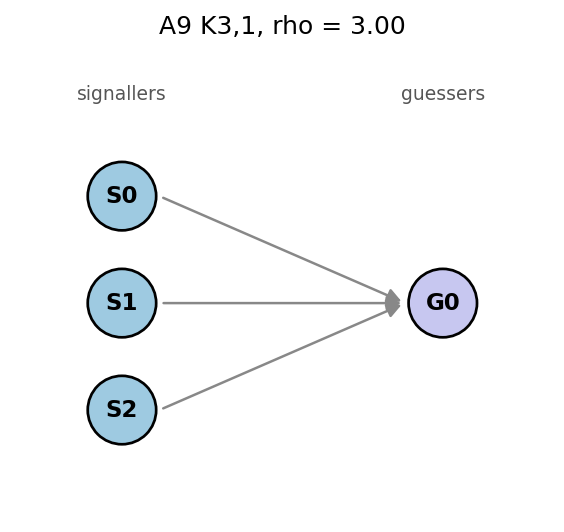 A9 K3,1, rho = 3.00
signallers guessers
S0
S1 G0
S2